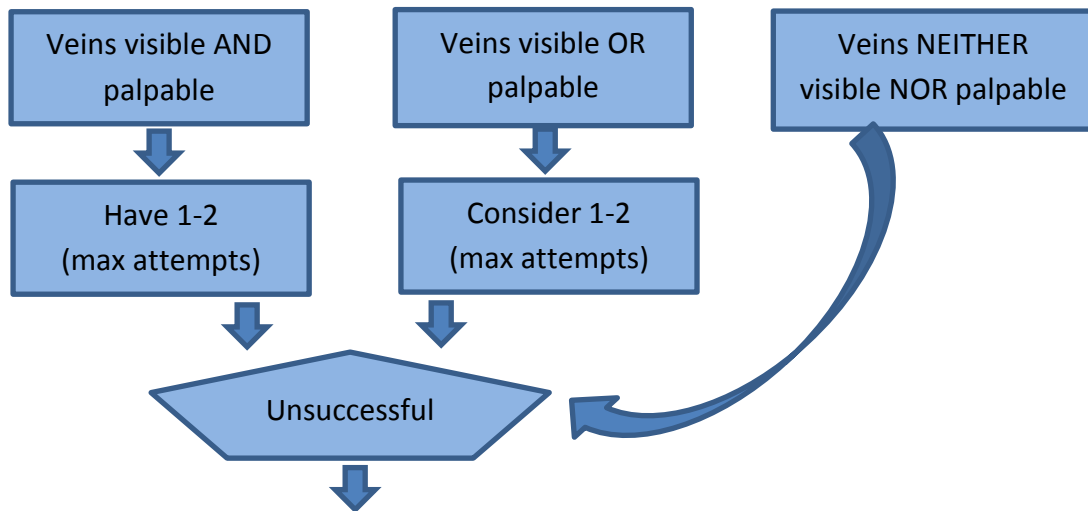 Veins visible AND
palpable
Veins visible OR
palpable
Veins NEITHER
visible NOR palpable
Have 1-2
(max attempts)
Consider 1-2
(max attempts)
Unsuccessful